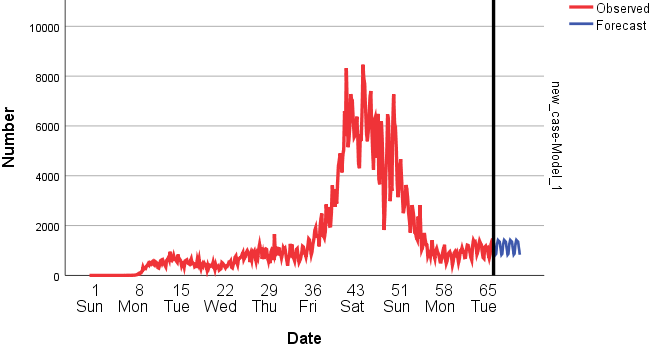 Observed
Forecast
10000
8000
6000
4000
2000
0
Number
new_case-Model_1
1 8 15 22 29 36 43 51 58 65
Sun Mon Tue Wed Thu Fri Sat Sun Mon Tue
Date